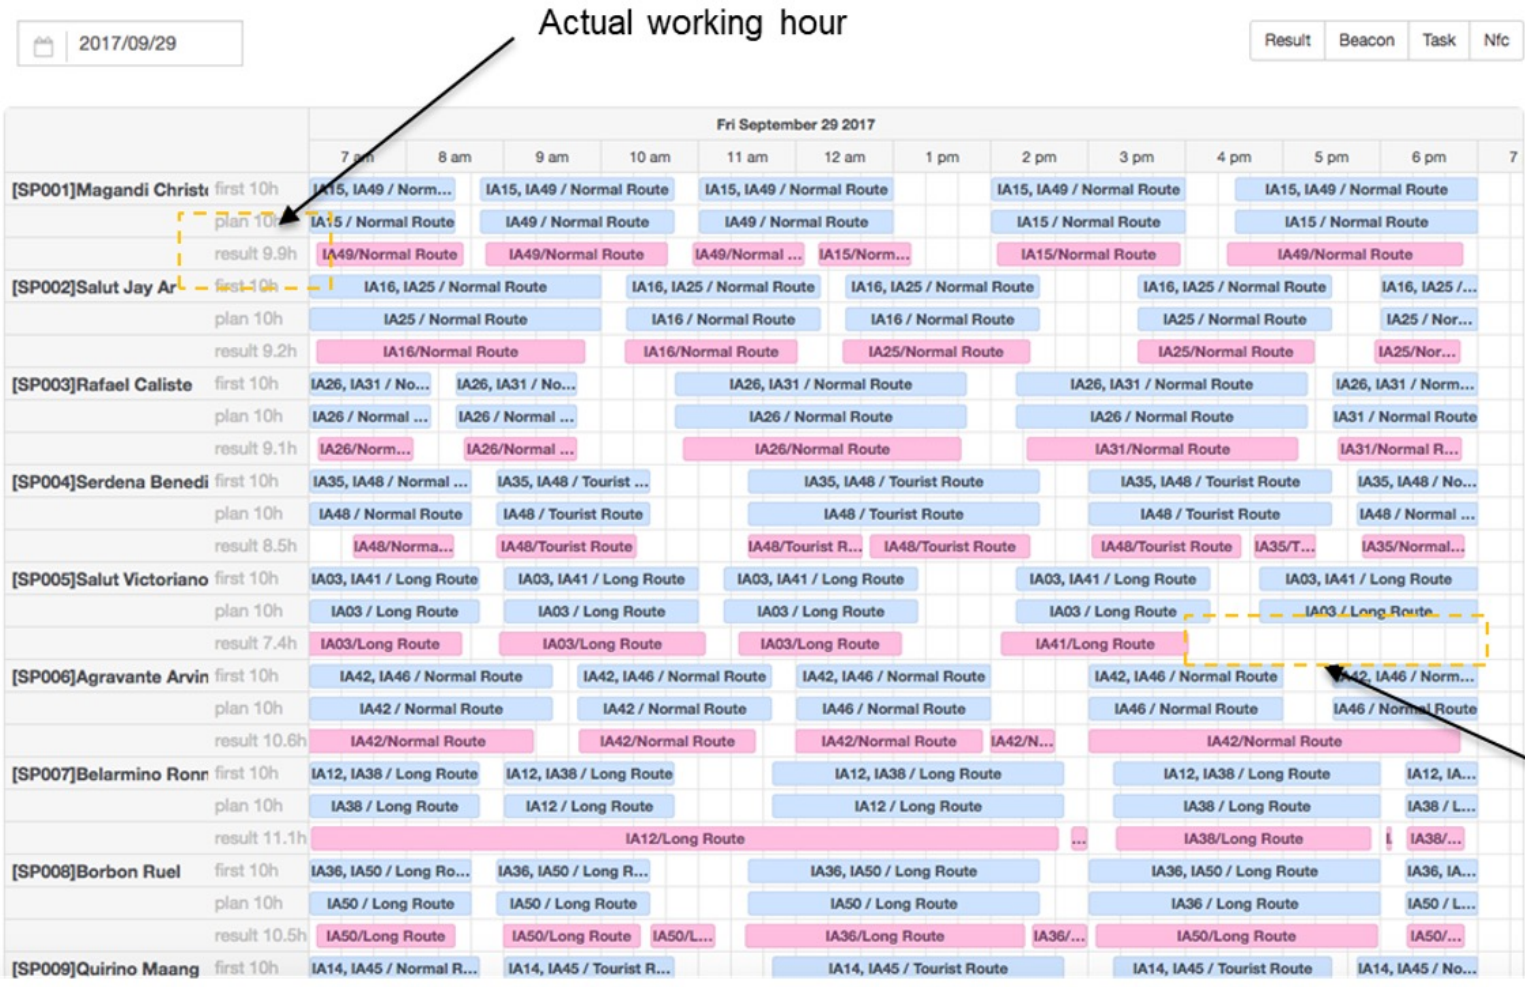 Actual working hour
2017/09/29
Result Beacon Task Nfc
Fri September 29 2017
7 am 8 am 9 am 10 am 11 am 12 am 1 pm 2 pm 3 pm 4 pm 5 pm 6 pm 7
[SP001]Magandi Christo first 10h IA15, IA49 / Norm... IA15, IA49 / Normal Route IA15, IA49 / Normal Route IA15, IA49 / Normal Route IA15, IA49 / Normal Route
plan 10h IA15 / Normal Route IA49 / Normal Route IA49 / Normal Route IA15 / Normal Route IA15 / Normal Route
result 9.9h IA49/Normal Route IA49/Normal Route IA49/Normal ... IA15/Norm... IA15/Normal Route IA49/Normal Route
[SP002]Salut Jay Ar first 10h IA16, IA25 / Normal Route IA16, IA25 / Normal Route IA16, IA25 / Normal Route IA16, IA25 / Normal Route IA16, IA25 /...
plan 10h IA25 / Normal Route IA16 / Normal Route IA16 / Normal Route IA25 / Normal Route IA25 / Nor...
result 9.2h IA16/Normal Route IA16/Normal Route IA25/Normal Route IA25/Normal Route IA25/Nor...
[SP003]Rafael Caliste first 10h IA26, IA31 / No... IA26, IA31 / No... IA26, IA31 / Normal Route IA26, IA31 / Normal Route IA26, IA31 / Norm...
plan 10h IA26 / Normal ... IA26 / Normal ... IA26 / Normal Route IA26 / Normal Route IA31 / Normal Route
result 9.1h IA26/Norm... IA26/Normal ... IA26/Normal Route IA31/Normal Route IA31/Normal R...
[SP004]Serdena Benedi first 10h IA35, IA48 / Normal ... IA35, IA48 / Tourist ... IA35, IA48 / Tourist Route IA35, IA48 / Tourist Route IA35, IA48 / No...
plan 10h IA48 / Normal Route IA48 / Tourist Route IA48 / Tourist Route IA48 / Tourist Route IA48 / Normal ...
result 8.5h IA48/Norma... IA48/Tourist Route IA48/Tourist R... IA48/Tourist Route IA48/Tourist Route IA35/T... IA35/Normal...
[SP005]Salut Victoriano first 10h IA03, IA41 / Long Route IA03, IA41 / Long Route IA03, IA41 / Long Route IA03, IA41 / Long Route IA03, IA41 / Long Route
plan 10h IA03 / Long Route IA03 / Long Route IA03 / Long Route IA03 / Long Route IA03 / Long Route
result 7.4h IA03/Long Route IA03/Long Route IA03/Long Route IA41/Long Route
[SP006]Agravante Arvin first 10h IA42, IA46 / Normal Route IA42, IA46 / Normal Route IA42, IA46 / Normal Route IA42, IA46 / Normal Route IA42, IA46 / Norm...
plan 10h IA42 / Normal Route IA42 / Normal Route IA46 / Normal Route IA46 / Normal Route IA46 / Normal Route
result 10.6h IA42/Normal Route IA42/Normal Route IA42/Normal Route IA42/N... IA42/Normal Route
[SP007]Belarmino Ronn first 10h IA12, IA38 / Long Route IA12, IA38 / Long Route IA12, IA38 / Long Route IA12, IA38 / Long Route IA12, IA...
plan 10h IA38 / Long Route IA12 / Long Route IA12 / Long Route IA38 / Long Route IA38 / L...
result 11.1h IA12/Long Route ... IA38/Long Route IA38/...
[SP008]Borbon Ruel first 10h IA36, IA50 / Long Ro... IA36, IA50 / Long R... IA36, IA50 / Long Route IA36, IA50 / Long Route IA36, IA...
plan 10h IA50 / Long Route IA50 / Long Route IA50 / Long Route IA36 / Long Route IA50 / L...
result 10.5h IA50/Long Route IA50/Long Route IA50/L... IA36/Long Route IA36/... IA50/Long Route IA50/...
[SP009]Quirino Maang first 10h IA14, IA45 / Normal R... IA14, IA45 / Tourist R... IA14, IA45 / Tourist Route IA14, IA45 / Tourist Route IA14, IA45 / No...